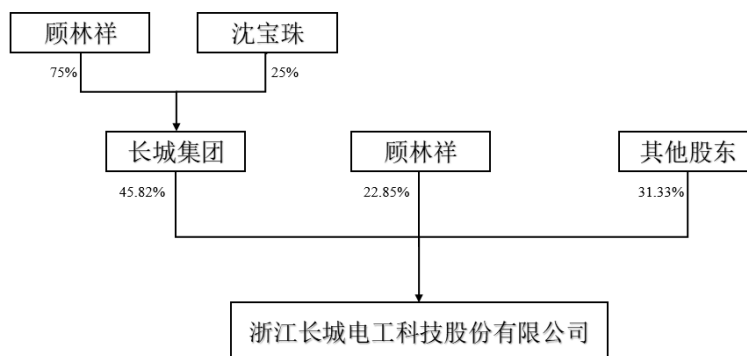 顾林祥
沈宝珠
75%
25%
长城集团
顾林祥
其他股东
45.82%
22.85%
31.33%
浙江长城电工科技股份有限公司